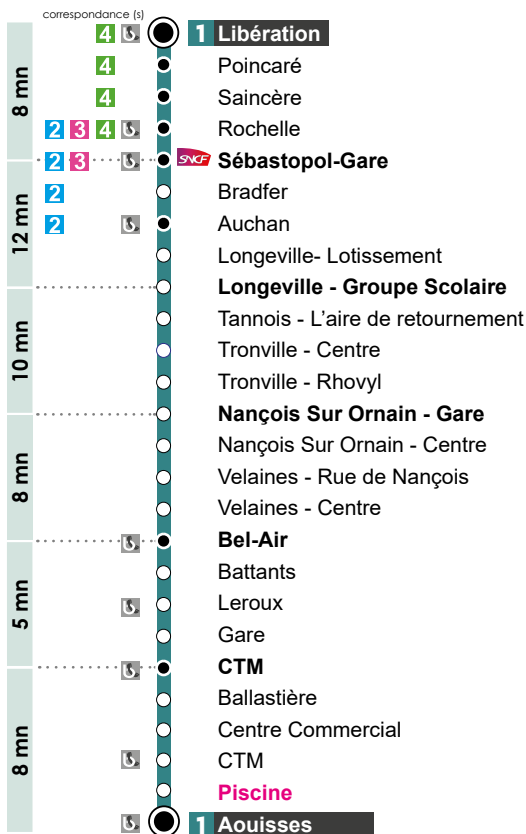 correspondance (s)
4 1 Libération
4 Poincaré
4 Saincère
2 3 4 Rochelle
2 3 SNCF Sébastopol-Gare
2 Bradfer
2 Auchan
Longeville- Lotissement
Longeville - Groupe Scolaire
Tannois - L'aire de retournement
Tronville - Centre
Tronville - Rhovyl
Nançois Sur Ornain - Gare
Nançois Sur Ornain - Centre
Velaines - Rue de Nançois
Velaines - Centre
Bel-Air
Battants
Leroux
Gare
CTM
Ballastière
Centre Commercial
CTM
Piscine
1 Aouisses
8 mn
12 mn
10 mn
8 mn
5 mn
8 mn